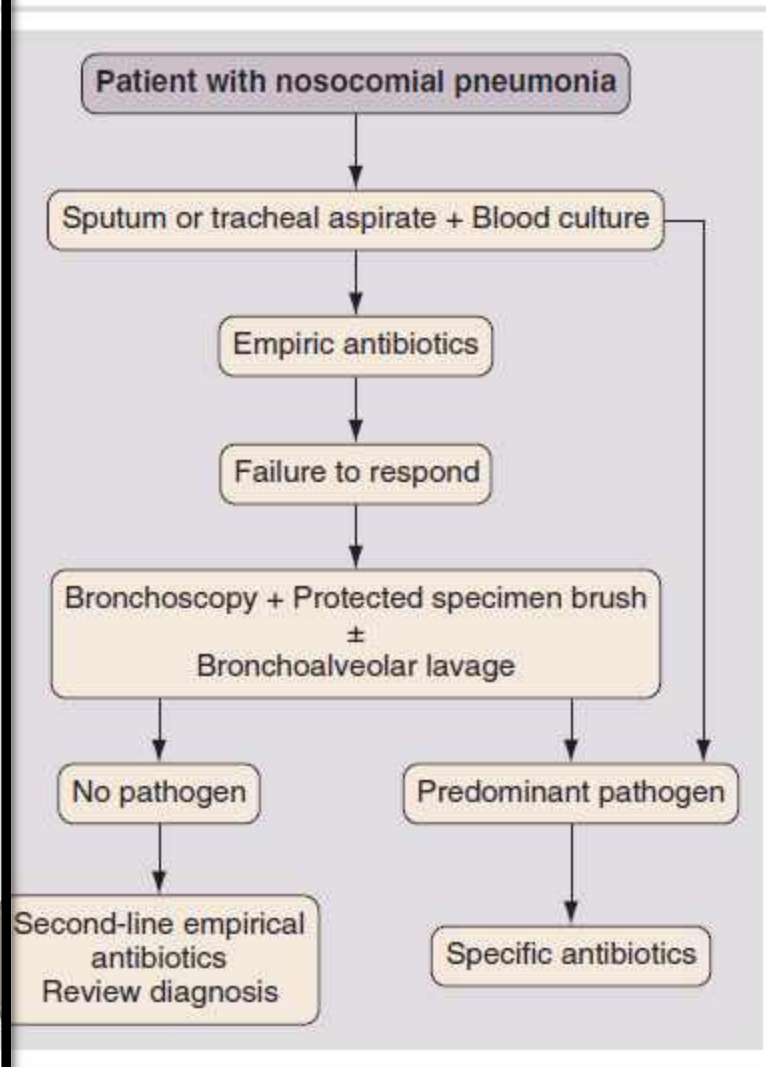 Patient with nosocomial pneumonia
Sputum or tracheal aspirate + Blood culture
Empiric antibiotics
Failure to respond
Bronchoscopy + Protected specimen brush
±
Bronchoalveolar lavage
No pathogen
Predominant pathogen
Second-line empirical
antibiotics
Review diagnosis
Specific antibiotics